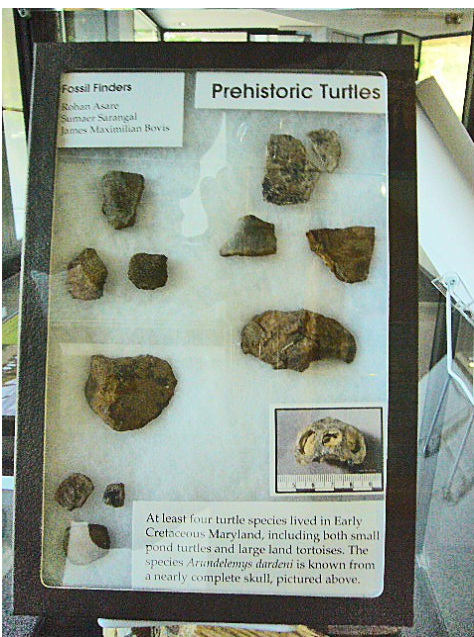 Fossil Finders
Rohan Asare
Sumaer Sarangal
James Maximilian Bovis
Prehistoric Turtles
At least four turtle species lived in Early
Cretaceous Maryland, including both small
pond turtles and large land tortoises. The
species Arundelemys dardeni is known from
a nearly complete skull, pictured above.